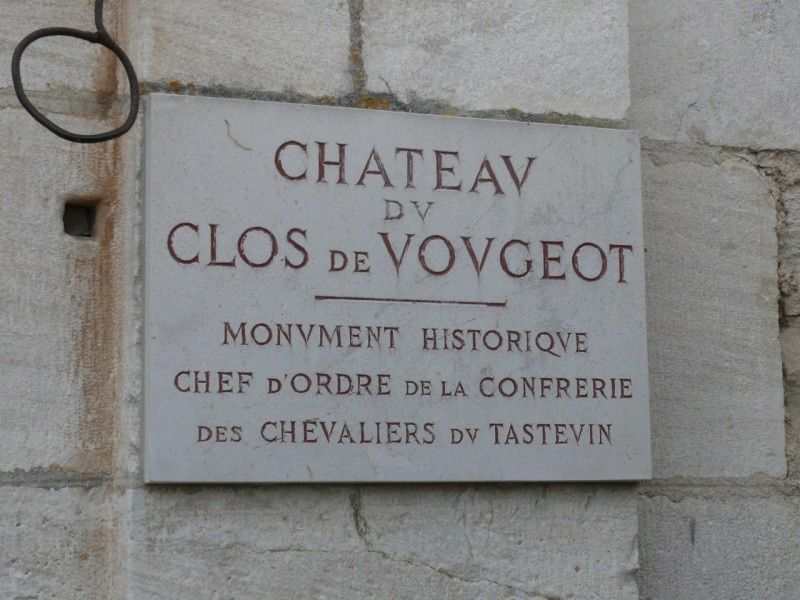 CHATEAV
DV
CLOS DE VOVGEOT
MONVMENT HISTORIQVE
CHEF D'ORDRE DE LA CONFRERIE
DES CHEVALIERS DV TASTEVIN